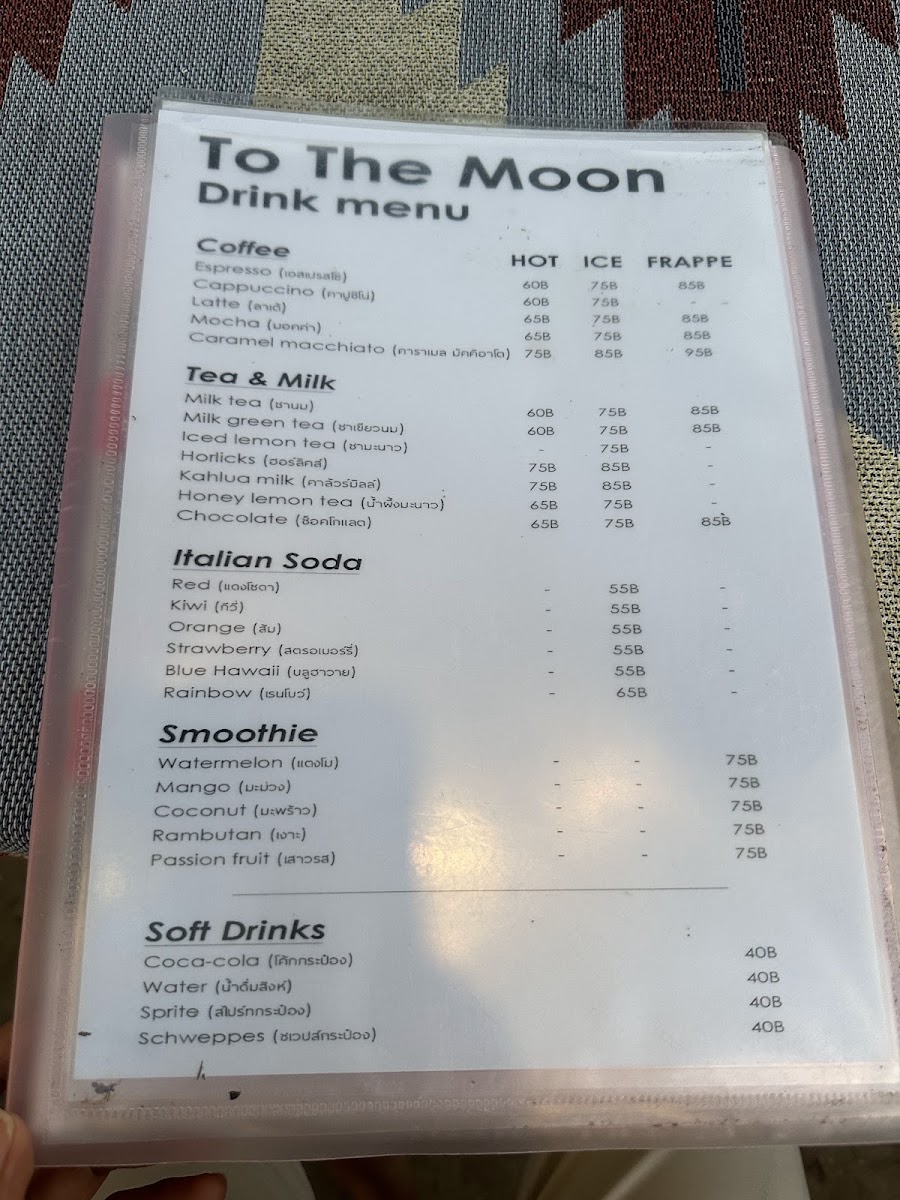 To The Moon
Drink menu
Coffee HOT ICE FRAPPE
Espresso (เอสเปรสโซ่) 60B 75B 85B
Cappuccino (คาปูชิโน่) 60B 75B - -
Latte (ลาเต้) 65B 75B 85B
Mocha (มอคค่า) 65B 75B 85B
Caramel macchiato (คาราเมล มัคคิอาโต) 75B 85B 95B
Tea & Milk
Milk tea (ชานม) 60B 75B 85B
Milk green tea (ชาเขียวนม) 60B 75B 85B
Iced lemon tea (ชามะนาว) - 75B -
Horlicks (ฮอร์ลิคส์) 75B 85B -
Kahlua milk (คาลัวร์มิลล์) 75B 85B -
Honey lemon tea (น้ำผึ้งมะนาว) 65B 75B -
Chocolate (ช็อคโกแลต) 65B 75B 85B
Italian Soda
Red (แดงโซดา) - 55B -
Kiwi (กีวี่) - 55B -
Orange (ส้ม) - 55B -
Strawberry (สตรอเบอร์รี่) - 55B -
Blue Hawaii (บลูฮาวาย) - 55B -
Rainbow (เรนโบว์) - 65B -
Smoothie
Watermelon (แตงโม) - - 75B
Mango (มะม่วง) - - 75B
Coconut (มะพร้าว) - - 75B
Rambutan (เงาะ) - - 75B
Passion fruit (เสาวรส) - - 75B
Soft Drinks
Coca-cola (โค้กกระป๋อง) 40B
Water (น้ำดื่มสิงห์) 40B
Sprite (สไปร์ทกระป๋อง) 40B
Schweppes (ชเวปส์กระป๋อง) 40B